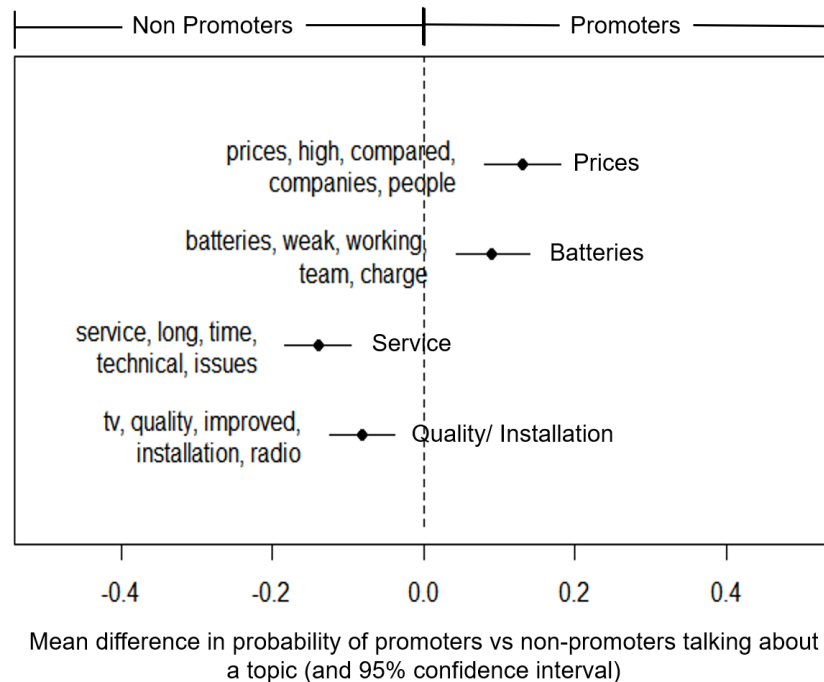 Non Promoters
Promoters
prices, high, compared,
companies, people
Prices
batteries, weak, working,
team, charge
Batteries
service, long, time,
technical, issues
Service
tv, quality, improved,
installation, radio
Quality/ Installation
-0.4
-0.2
0.0
0.2
0.4
Mean difference in probability of promoters vs non-promoters talking about
a topic (and 95% confidence interval)